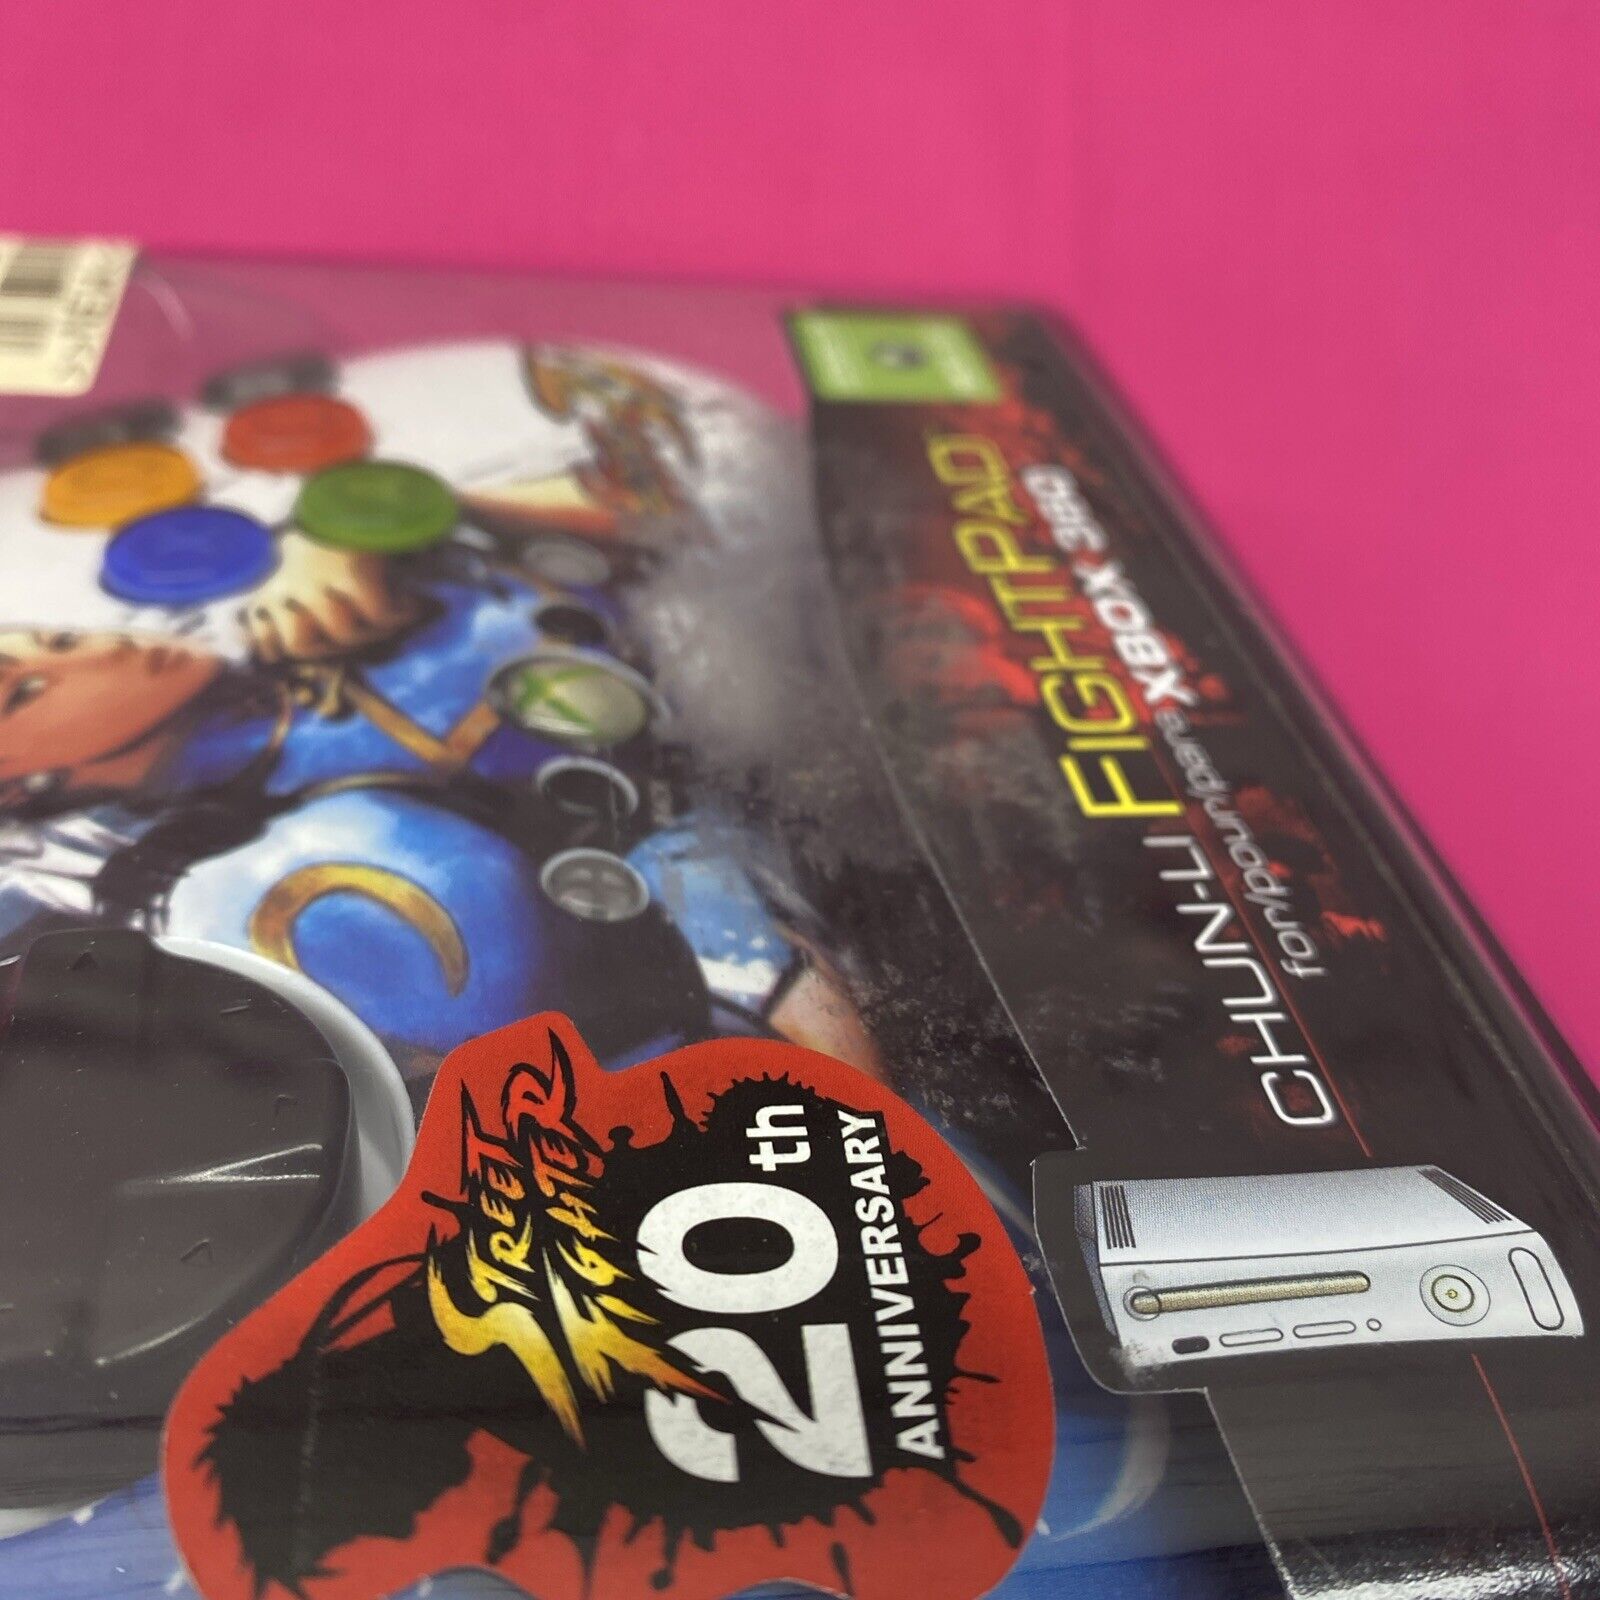 CHUN-LI FIGHTPAD
for/pour/para XBOX 360
STREET
FIGHTER
20th
ANNIVERSARY